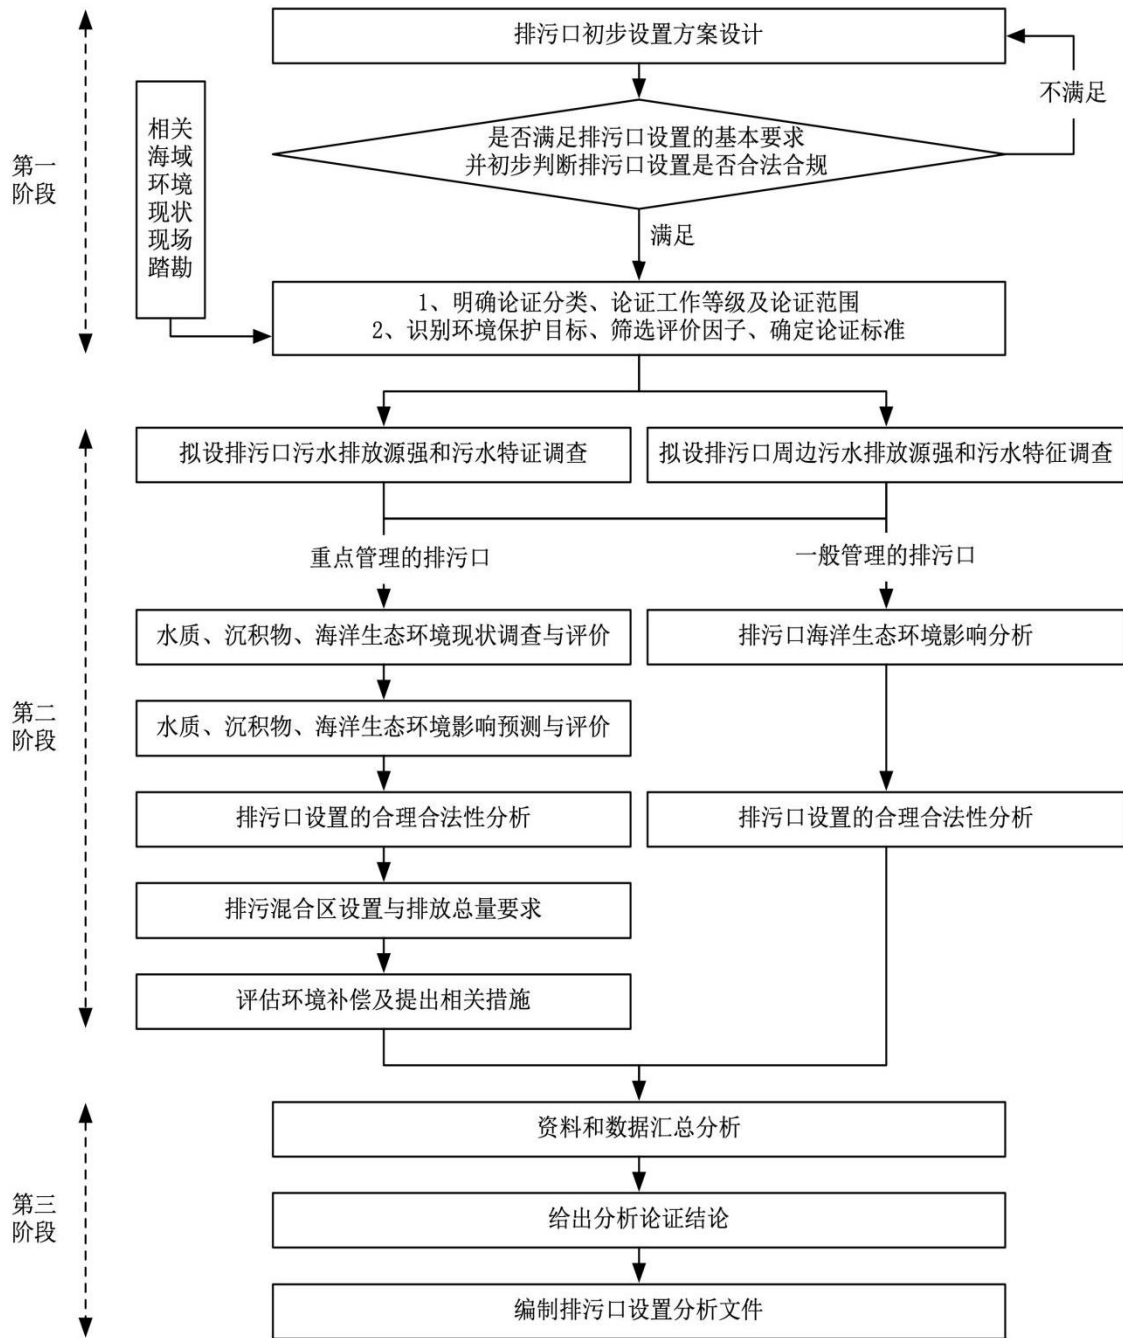 排污口初步设置方案设计
不满足
是否满足排污口设置的基本要求
并初步判断排污口设置是否合法合规
相关
海域
环境
现状
现场
踏勘
第一
阶段
满足
1、明确论证分类、论证工作等级及论证范围
2、识别环境保护目标、筛选评价因子、确定论证标准
拟设排污口污水排放源强和污水特证调查
拟设排污口周边污水排放源强和污水特征调查
重点管理的排污口
一般管理的排污口
水质、沉积物、海洋生态环境现状调查与评价
排污口海洋生态环境影响分析
第二
阶段
水质、沉积物、海洋生态环境影响预测与评价
排污口设置的合理合法性分析
排污口设置的合理合法性分析
排污混合区设置与排放总量要求
评估环境补偿及提出相关措施
资料和数据汇总分析
第三
阶段
给出分析论证结论
编制排污口设置分析文件